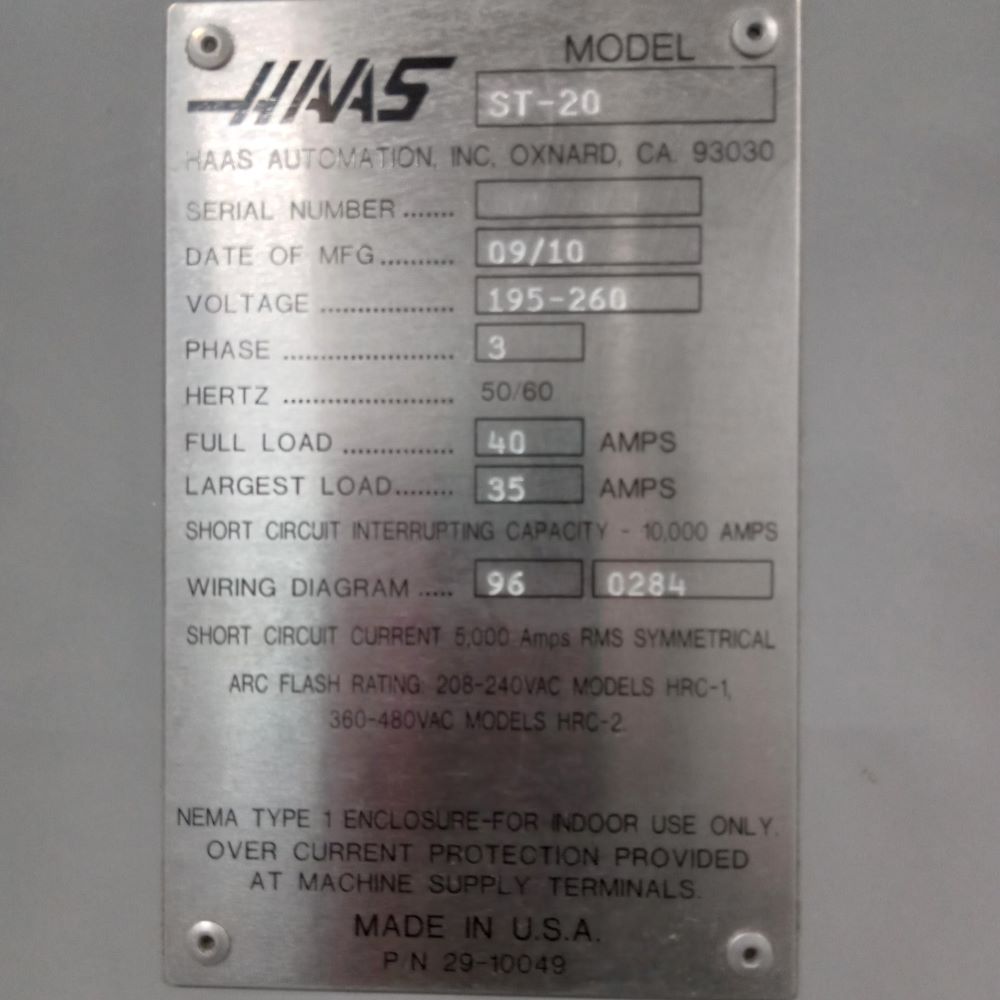 MODEL
HAAS ST-20
HAAS AUTOMATION, INC. OXNARD, CA. 93030
SERIAL NUMBER .......
DATE OF MFG.......... 09/10
VOLTAGE .................. 195-260
PHASE ....................... 3
HERTZ ....................... 50/60
FULL LOAD ............... 40 AMPS
LARGEST LOAD........ 35 AMPS
SHORT CIRCUIT INTERRUPTING CAPACITY - 10,000 AMPS
WIRING DIAGRAM ..... 96 0284
SHORT CIRCUIT CURRENT 5,000 Amps RMS SYMMETRICAL
ARC FLASH RATING: 208-240VAC MODELS HRC-1,
360-480VAC MODELS HRC-2.
NEMA TYPE 1 ENCLOSURE-FOR INDOOR USE ONLY.
OVER CURRENT PROTECTION PROVIDED
AT MACHINE SUPPLY TERMINALS.
MADE IN U.S.A.
P/N 29-10049